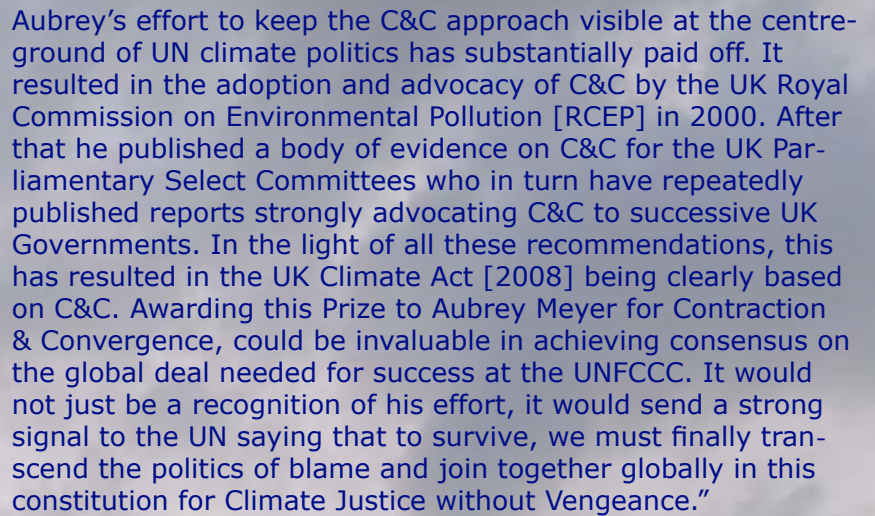 Aubrey’s effort to keep the C&C approach visible at the centre-
ground of UN climate politics has substantially paid off. It
resulted in the adoption and advocacy of C&C by the UK Royal
Commission on Environmental Pollution [RCEP] in 2000. After
that he published a body of evidence on C&C for the UK Par-
liamentary Select Committees who in turn have repeatedly
published reports strongly advocating C&C to successive UK
Governments. In the light of all these recommendations, this
has resulted in the UK Climate Act [2008] being clearly based
on C&C. Awarding this Prize to Aubrey Meyer for Contraction
& Convergence, could be invaluable in achieving consensus on
the global deal needed for success at the UNFCCC. It would
not just be a recognition of his effort, it would send a strong
signal to the UN saying that to survive, we must finally tran-
scend the politics of blame and join together globally in this
constitution for Climate Justice without Vengeance.”